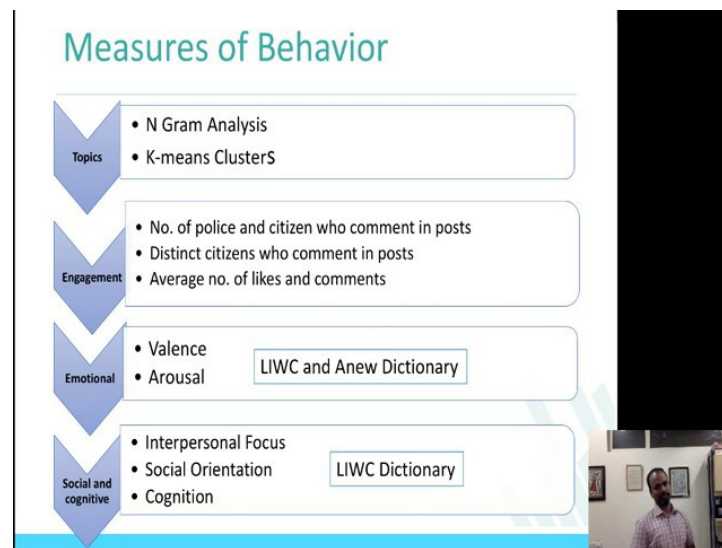 Measures of Behavior
Topics
• N Gram Analysis
• K-means Clusters
Engagement
• No. of police and citizen who comment in posts
• Distinct citizens who comment in posts
• Average no. of likes and comments
Emotional
• Valence
• Arousal
LIWC and Anew Dictionary
Social and
cognitive
• Interpersonal Focus
• Social Orientation
• Cognition
LIWC Dictionary